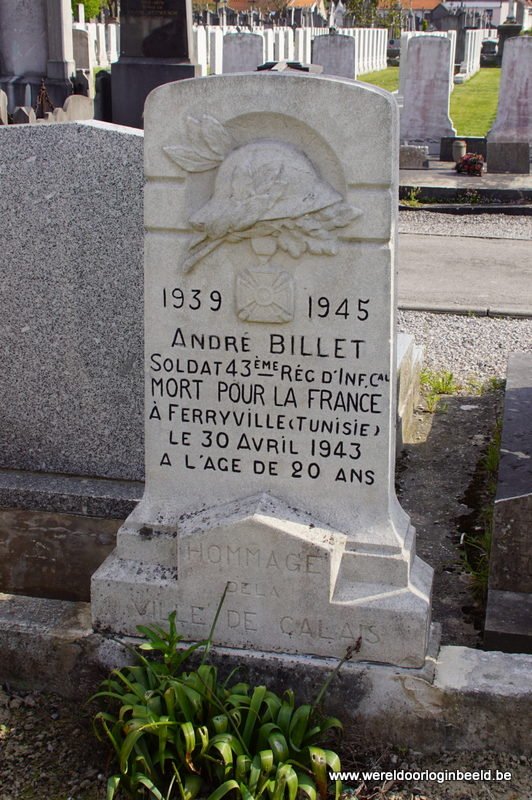 1939 1945
ANDRÉ BILLET
SOLDAT 43ÈME RÉG D'INF. CAL
MORT POUR LA FRANCE
À FERRYVILLE (TUNISIE)
LE 30 AVRIL 1943
A L'AGE DE 20 ANS
HOMMAGE
DE LA
VILLE DE CALAIS
www.wereldoorloginbeeld.be